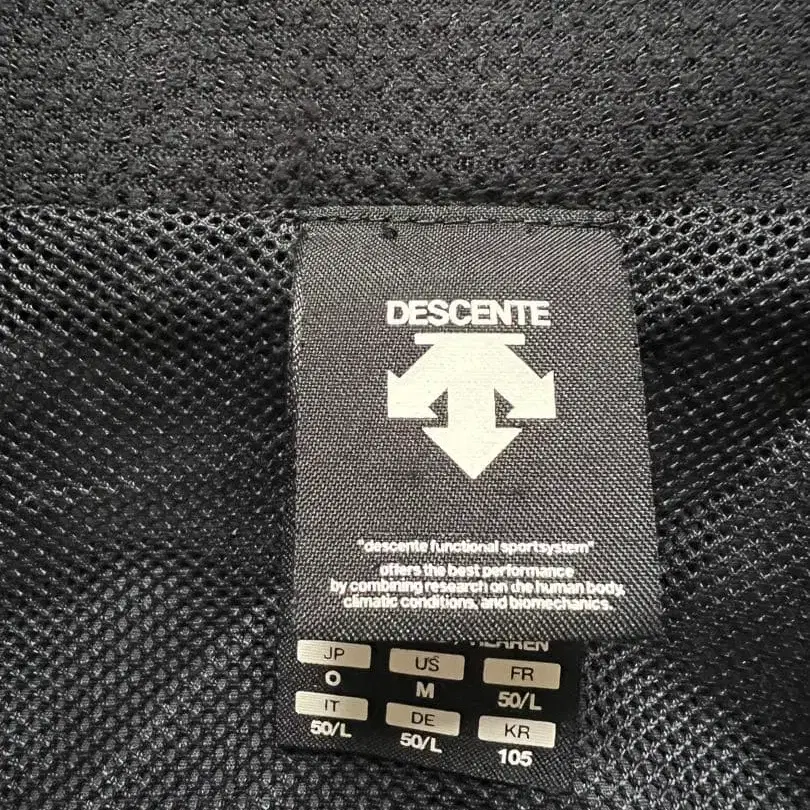 DESCENTE
"descente functional sportsystem"
offers the best performance
by combining research on the human body,
climatic conditions, and biomechanics.
JP US FR
O M 50/L
IT DE KR
50/L 50/L 105